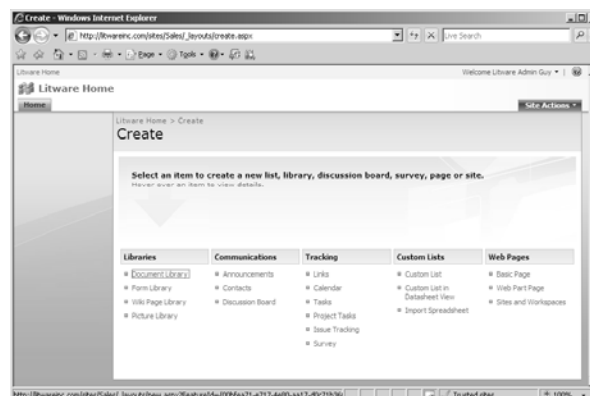 Create - Windows Internet Explorer
http://litwareinc.com/sites/Sales/_layouts/create.aspx
Live Search
Page Tools
Litware Home
Welcome Litware Admin Guy
Litware Home
Home
Site Actions
Litware Home > Create
Create
Select an item to create a new list, library, discussion board, survey, page or site.
Hover over an item to view details.
Libraries Communications Tracking Custom Lists Web Pages
Document Library Announcements Links Custom List Basic Page
Form Library Contacts Calendar Custom List in Datasheet View Web Part Page
Wiki Page Library Discussion Board Tasks Import Spreadsheet Sites and Workspaces
Picture Library Project Tasks
Issue Tracking
Survey
Trusted sites 100%